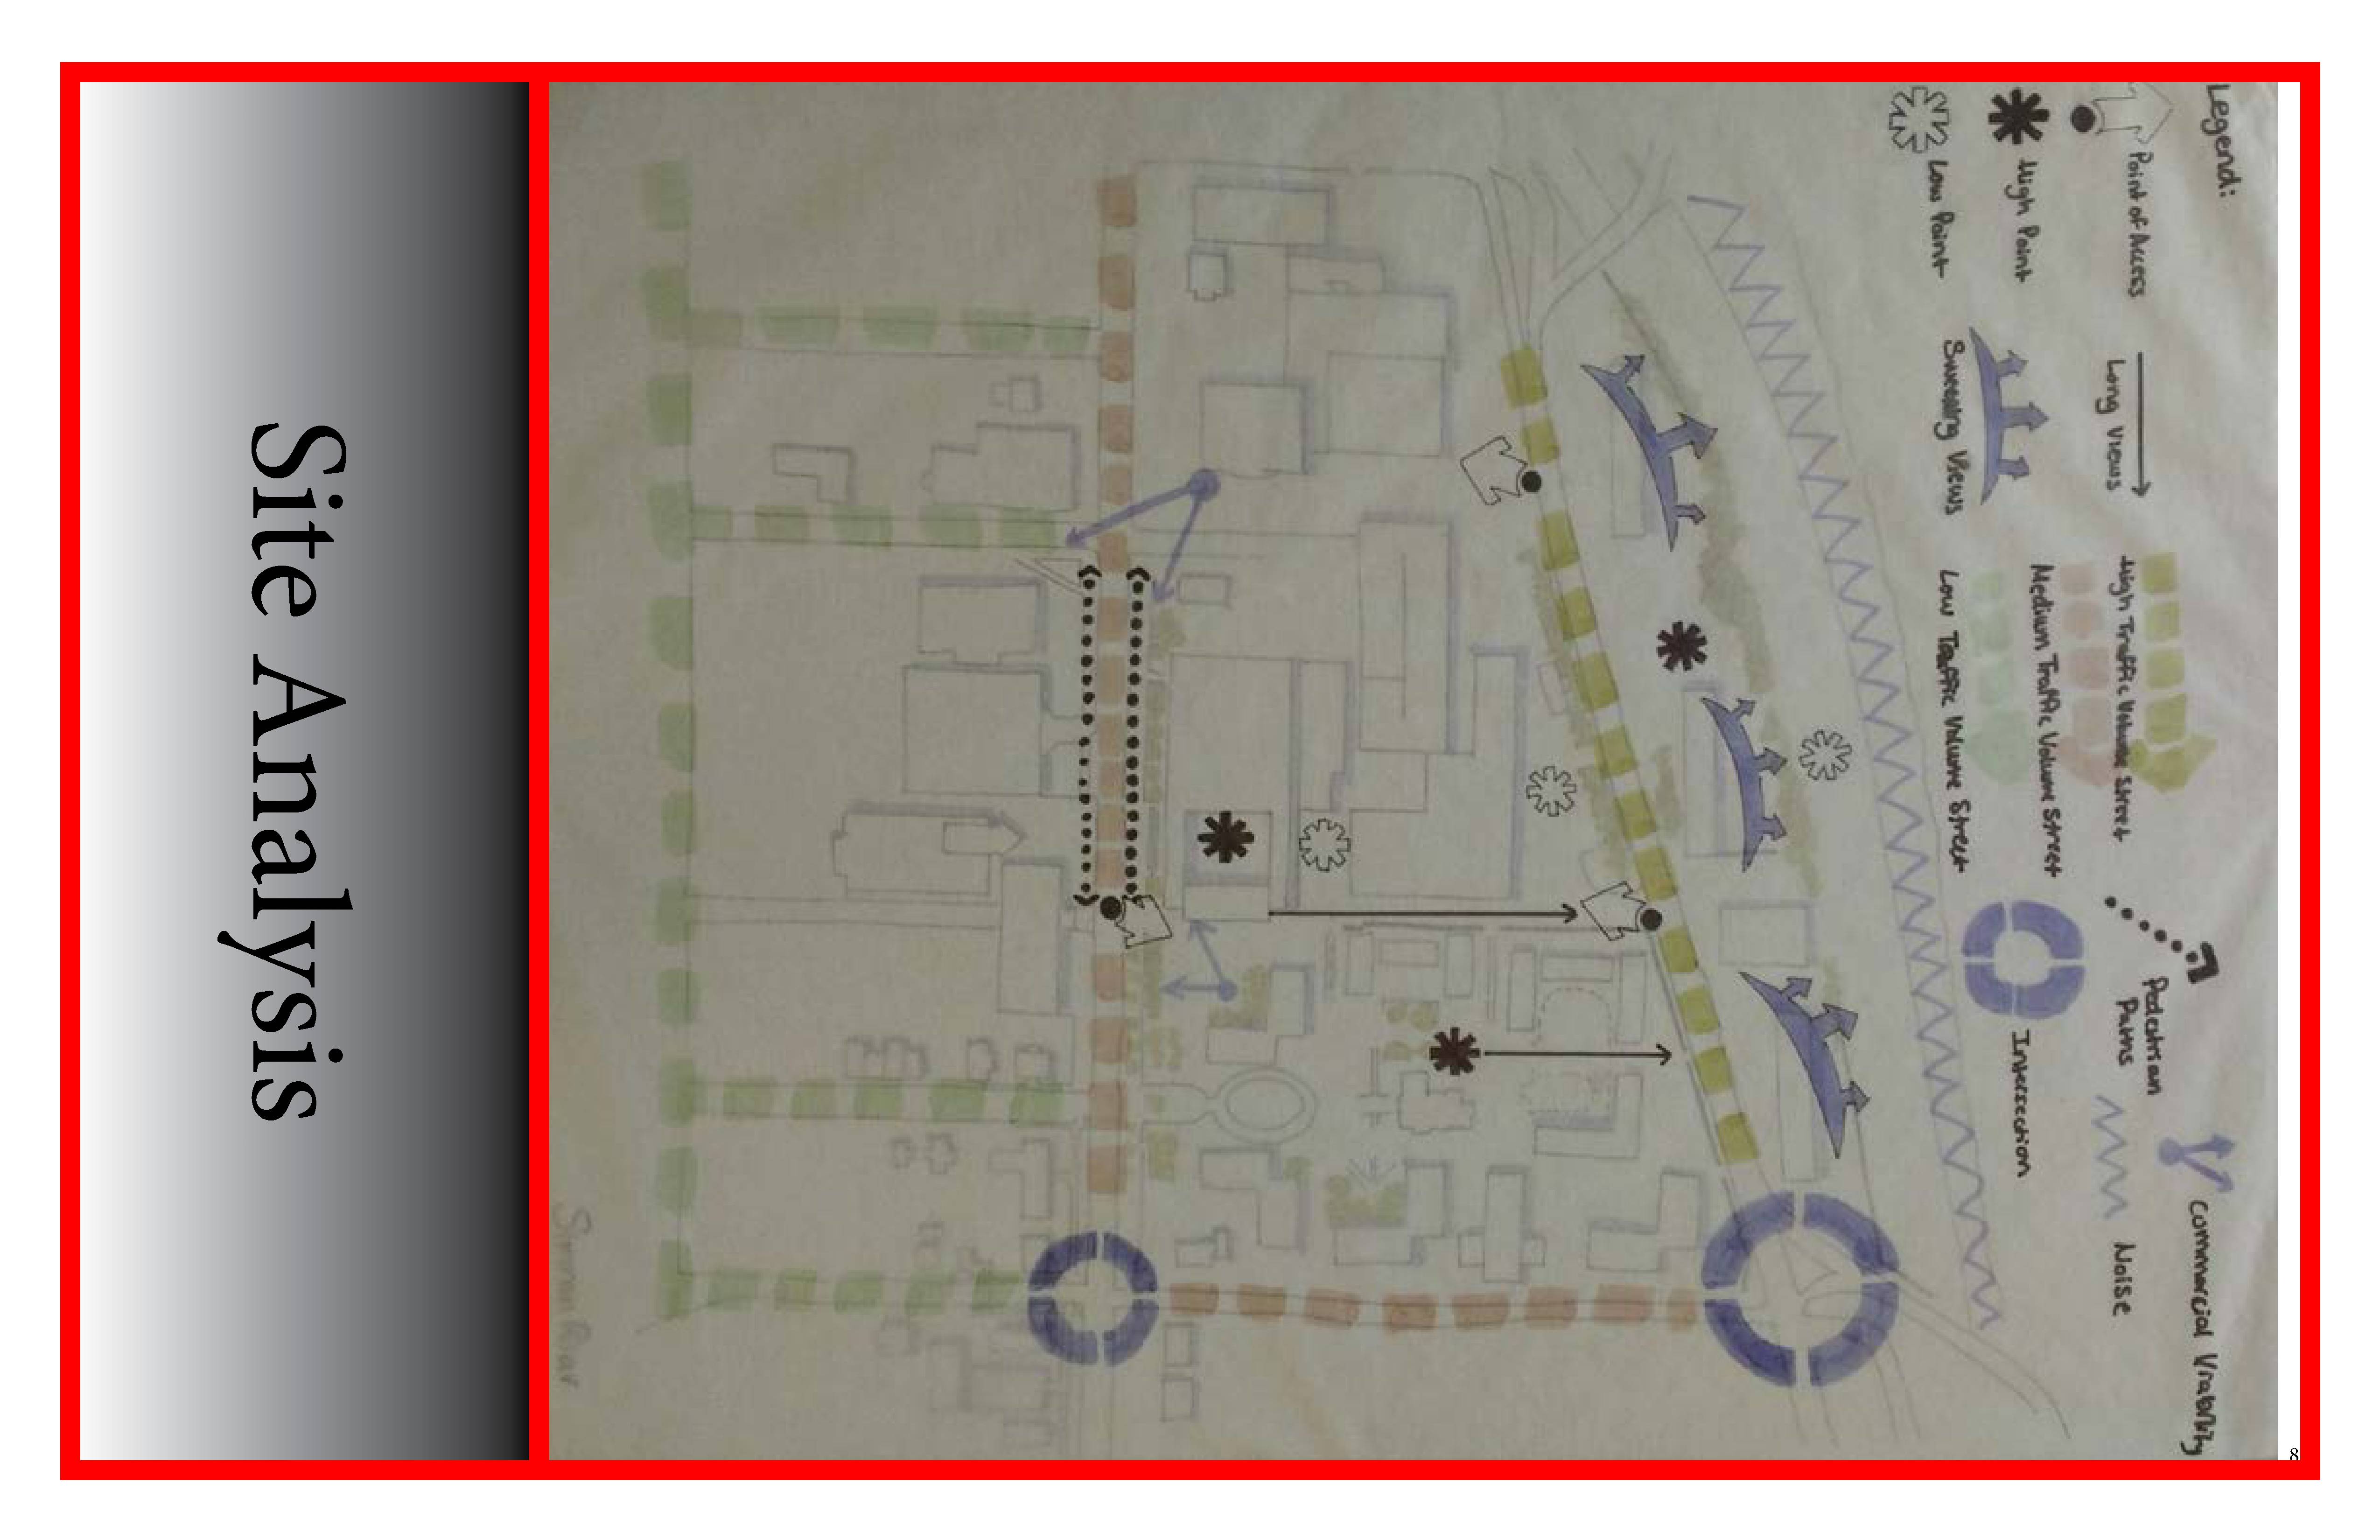 Site Analysis
Legend:
Point of Access
High Point
Low Point
Long Views
Sweeping Views
High Traffic Volume Street
Medium Traffic Volume Street
Low Traffic Volume Street
Pedestrian
Paths
Intersection
Commercial Viability
Noise
8